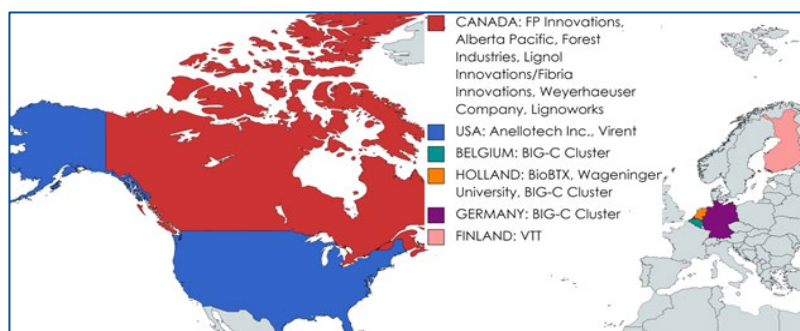 CANADA: FP Innovations,
Alberta Pacific, Forest
Industries, Lignol
Innovations/Fibria
Innovations, Weyerhaeuser
Company, Lignoworks
USA: Anellotech Inc., Virent
BELGIUM: BIG-C Cluster
HOLLAND: BioBTX, Wageninger
University, BIG-C Cluster
GERMANY: BIG-C Cluster
FINLAND: VTT